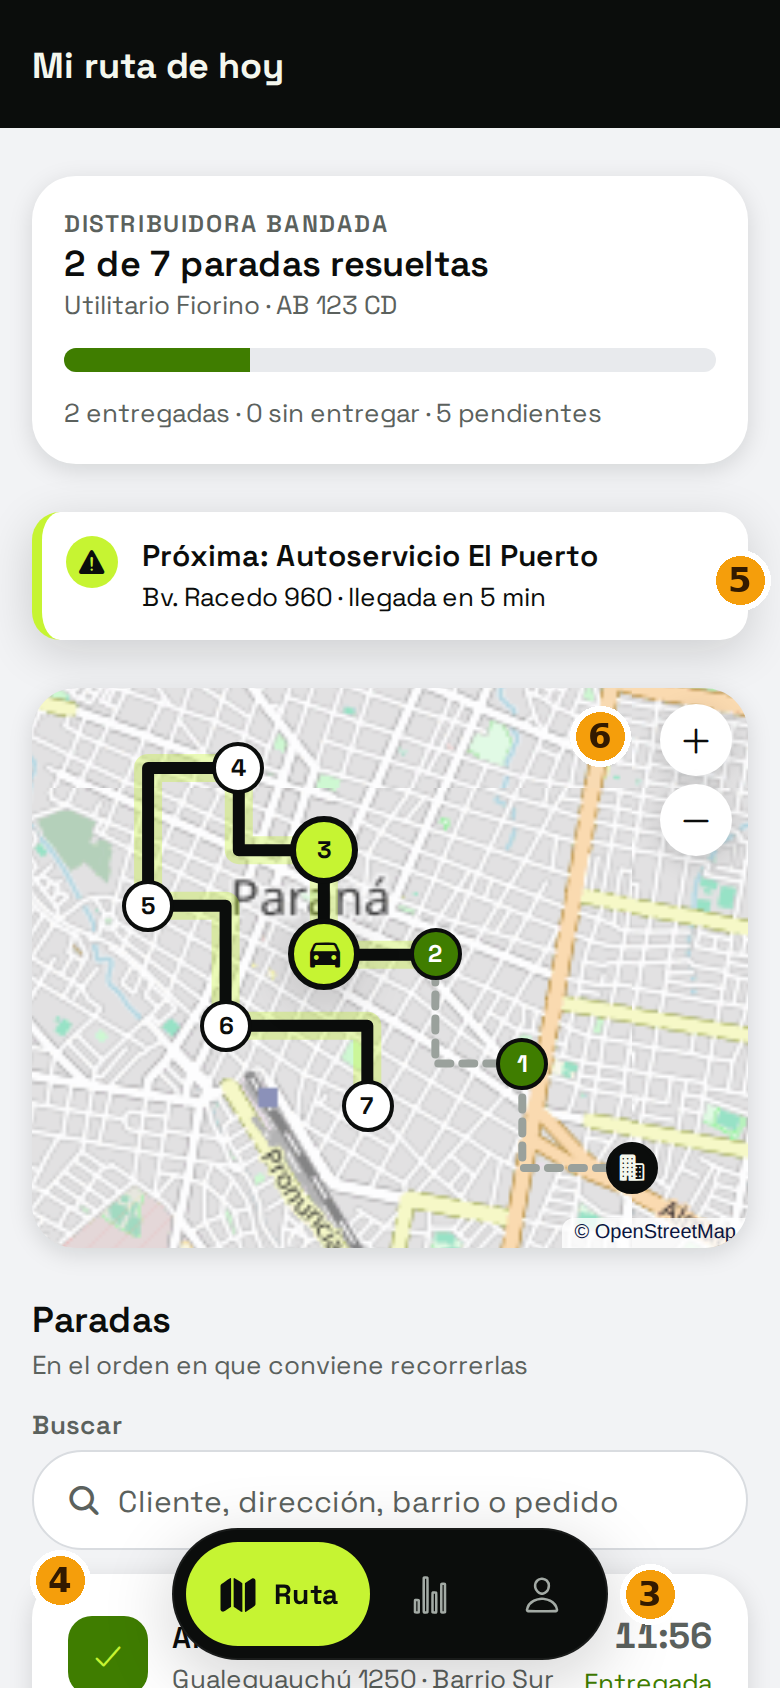 Mi ruta de hoy
DISTRIBUIDORA BANDADA
2 de 7 paradas resueltas
Utilitario Fiorino · AB 123 CD
2 entregadas · 0 sin entregar · 5 pendientes
Próxima: Autoservicio El Puerto
Bv. Racedo 960 · llegada en 5 min
5
6
+
4
−
3
Paraná
5
2
6
1
7
Pronuncia
© OpenStreetMap
Paradas
En el orden en que conviene recorrerlas
Buscar
Cliente, dirección, barrio o pedido
4
Ruta
3
11:56
Gualeguaychú 1250 · Barrio Sur
Entregada